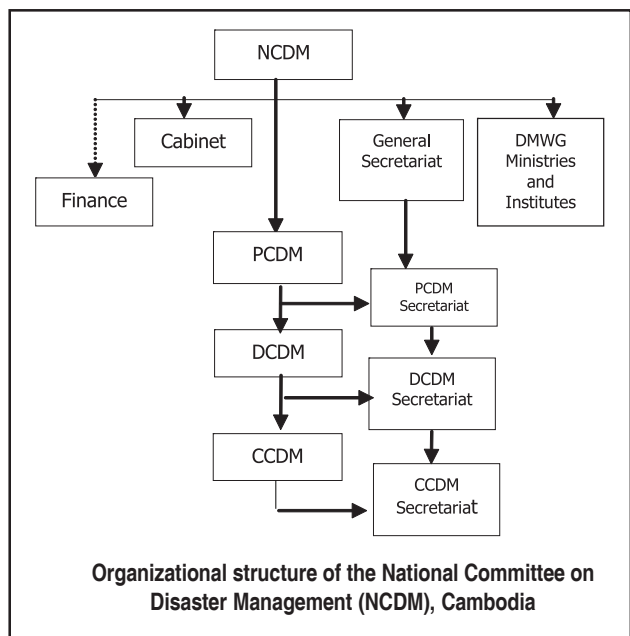 NCDM
Cabinet
General
Secretariat
DMWG
Ministries
and
Institutes
Finance
PCDM
PCDM
Secretariat
DCDM
DCDM
Secretariat
CCDM
CCDM
Secretariat
Organizational structure of the National Committee on
Disaster Management (NCDM), Cambodia